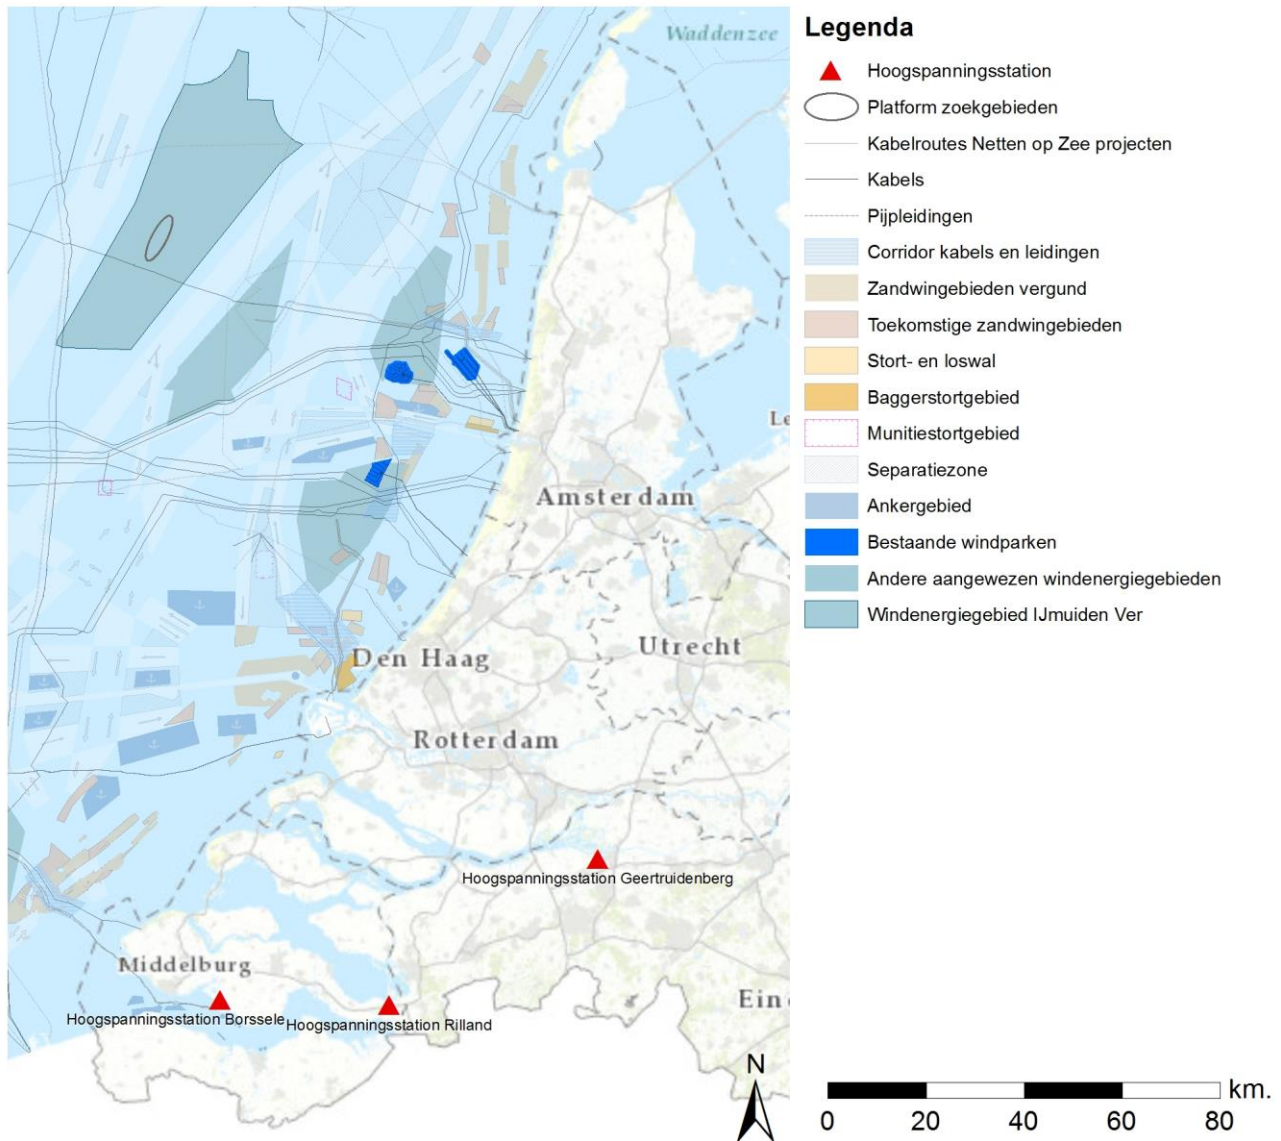 Waddenzee
Le
Amsterdam
Utrecht
Den Haag
Rotterdam
Hoogspanningsstation Geertruidenberg
Middelburg
Ein
Hoogspanningsstation Borssele
Hoogspanningsstation Rilland
N
Legenda
Hoogspanningsstation
Platform zoekgebieden
Kabelroutes Netten op Zee projecten
Kabels
Pijpleidingen
Corridor kabels en leidingen
Zandwingebieden vergund
Toekomstige zandwingebieden
Stort- en loswal
Baggerstortgebied
Munitiestortgebied
Separatiezone
Ankergebied
Bestaande windparken
Andere aangewezen windenergiegebieden
Windenergiegebied IJmuiden Ver
km.
0 20 40 60 80